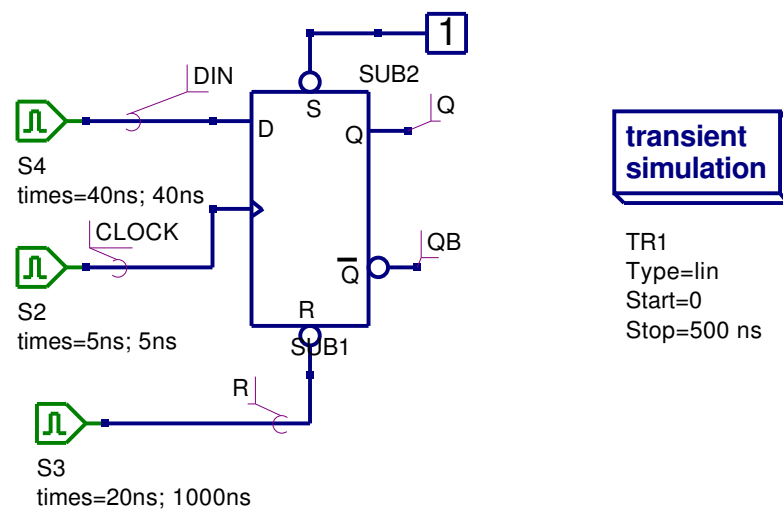 1
DIN
SUB2
S
D
Q
Q
S4
times=40ns; 40ns
CLOCK
QB
Q
S2
times=5ns; 5ns
R
SUB1
R
S3
times=20ns; 1000ns
transient
simulation
TR1
Type=lin
Start=0
Stop=500 ns